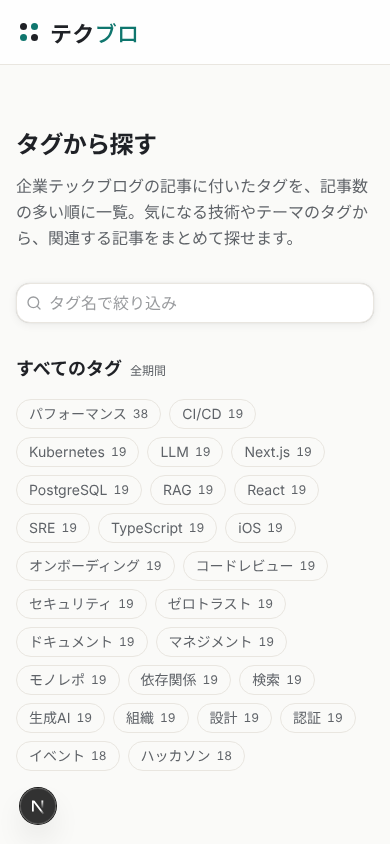 テクブロ
タグから探す
企業テックブログの記事に付いたタグを、記事数
の多い順に一覧。気になる技術やテーマのタグか
ら、関連する記事をまとめて探せます。
タグ名で絞り込み
すべてのタグ 全期間
パフォーマンス 38 CI/CD 19
Kubernetes 19 LLM 19 Next.js 19
PostgreSQL 19 RAG 19 React 19
SRE 19 TypeScript 19 iOS 19
オンボーディング 19 コードレビュー 19
セキュリティ 19 ゼロトラスト 19
ドキュメント 19 マネジメント 19
モノレポ 19 依存関係 19 検索 19
生成AI 19 組織 19 設計 19 認証 19
イベント 18 ハッカソン 18
N